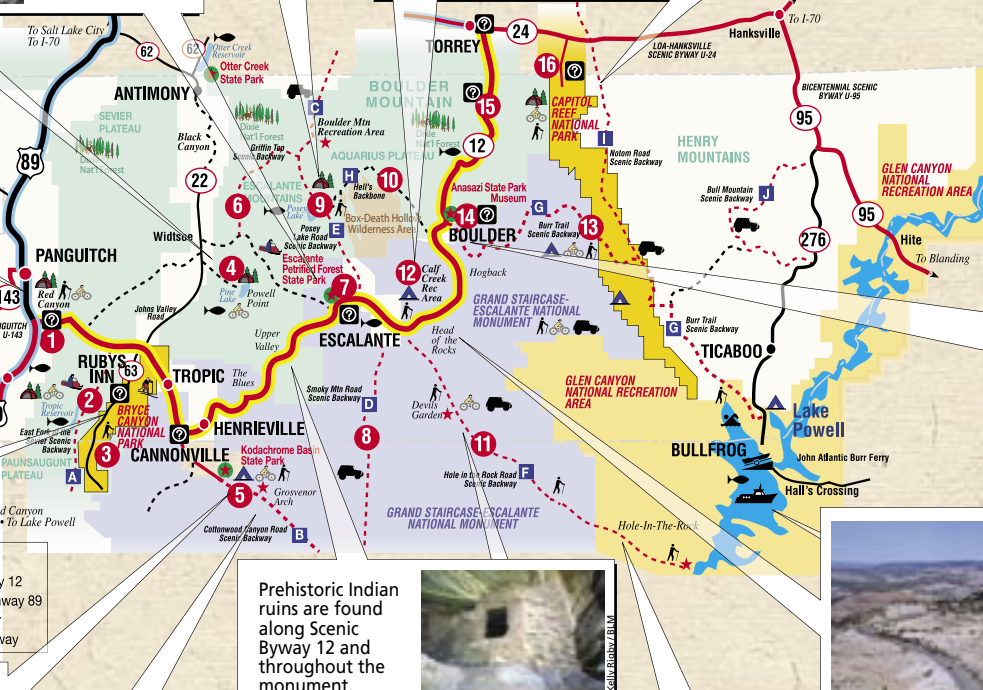 To Salt Lake City
To I-70
62
62
Otter Creek
Reservoir
Otter Creek
State Park
ANTIMONY
SEVIER
PLATEAU
Dixie
Nat'l Forest
Black
Canyon
89
22
Widtsoe
Dixie
Nat'l Forest
Griffin Top
Scenic Backway
C
Boulder Mtn
Recreation Area
BOULDER
MOUNTAIN
AQUARIUS PLATEAU
Dixie
Nat'l Forest
ESCALANTE
MOUNTAINS
6
Posey
Lake
9
H
Hell's
Backbone
10
E
Posey
Lake Road
Scenic Backway
Box-Death Hollow
Wilderness Area
TORREY
24
16
15
12
CAPITOL
REEF
NATIONAL
PARK
LOA-HANKSVILLE
SCENIC BYWAY U-24
Hanksville
To I-70
BICENTENNIAL SCENIC
BYWAY U-95
95
I
Notom Road
Scenic Backway
HENRY
MOUNTAINS
Bull Mountain
Scenic Backway
J
GLEN CANYON
NATIONAL
RECREATION AREA
95
276
Hite
To Blanding
Anasazi State Park
Museum
14
BOULDER
G
Burr Trail
Scenic Backway
13
PANGUITCH
143
Red
Canyon
PANGUITCH
U-143
1
4
Pine
Lake
Powell
Point
Johns Valley
Road
Escalante
Petrified Forest
State Park
7
12
Calf
Creek
Rec
Area
Hogback
GRAND STAIRCASE-
ESCALANTE NATIONAL
MONUMENT
ESCALANTE
Head
of the
Rocks
Upper
Valley
The
Blues
G
Burr Trail
Scenic Backway
TICABOO
RUBYS
INN
63
TROPIC
2
Tropic
Reservoir
East Fork of the
Sevier Scenic
Backway
BRYCE
CANYON
NATIONAL
PARK
3
PAUNSAUGUNT
PLATEAU
A
HENRIEVILLE
CANNONVILLE
Kodachrome Basin
State Park
5
Grosvenor
Arch
Cottonwood Canyon Road
Scenic Backway
B
Smoky Mtn Road
Scenic Backway
D
8
Devils
Garden
11
Hole in the Rock Road
Scenic Backway
F
GRAND STAIRCASE-ESCALANTE
NATIONAL MONUMENT
GLEN CANYON
NATIONAL RECREATION
AREA
Hole-In-The-Rock
Lake
Powell
BULLFROG
John Atlantic Burr Ferry
Hall's Crossing
d Canyon
• To Lake Powell
y 12
hway 89
way
Prehistoric Indian
ruins are found
along Scenic
Byway 12 and
throughout the
monument.
Kelly Rigby / BLM